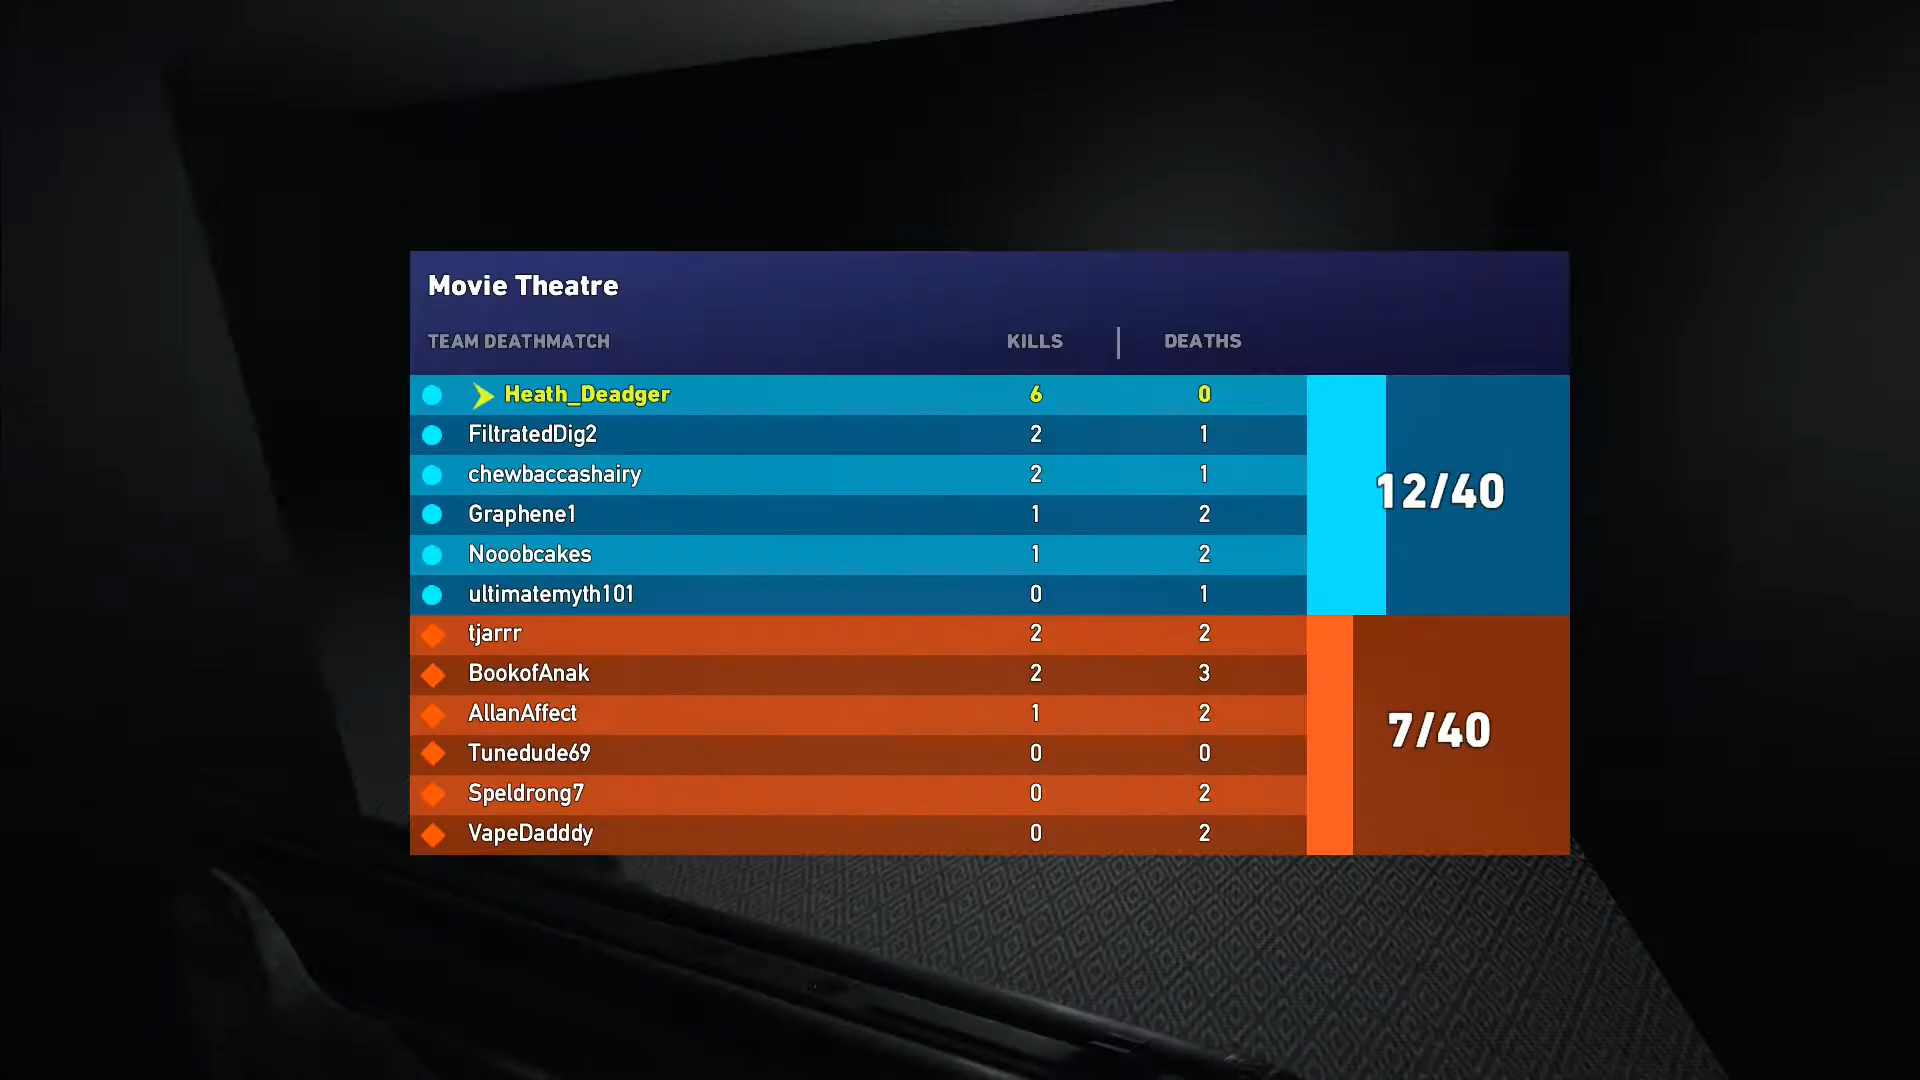 Movie Theatre
TEAM DEATHMATCH KILLS | DEATHS
Heath_Deadger 6 0
FiltratedDig2 2 1
chewbaccashairy 2 1
12/40
Graphene1 1 2
Nooobcakes 1 2
ultimatemyth101 0 1
tjarrr 2 2
BookofAnak 2 3
AllanAffect 1 2
7/40
Tunedude69 0 0
Speldrong7 0 2
VapeDadddy 0 2